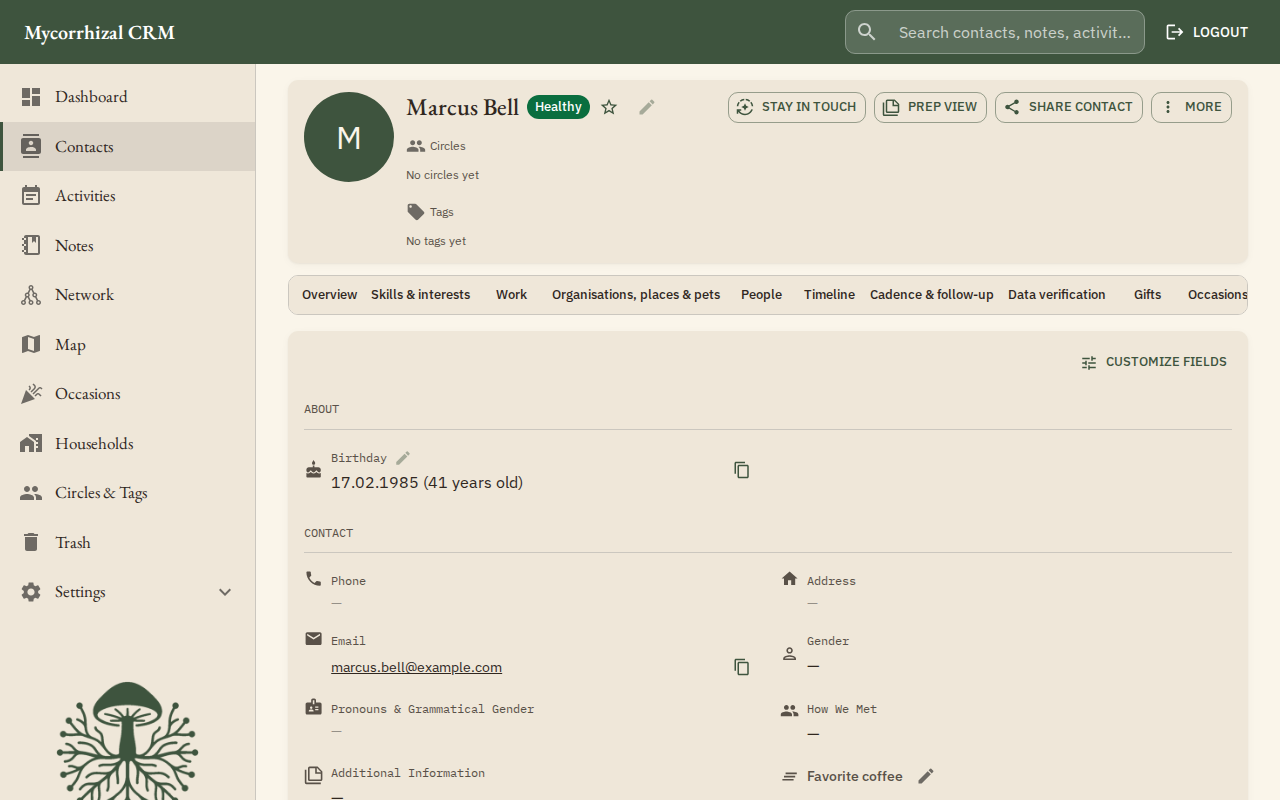 Mycorrhizal CRM
Search contacts, notes, activit...
LOGOUT
Dashboard
Contacts
Activities
Notes
Network
Map
Occasions
Households
Circles & Tags
Trash
Settings
M
Marcus Bell
Healthy
STAY IN TOUCH
PREP VIEW
SHARE CONTACT
MORE
Circles
No circles yet
Tags
No tags yet
Overview
Skills & interests
Work
Organisations, places & pets
People
Timeline
Cadence & follow-up
Data verification
Gifts
Occasions
CUSTOMIZE FIELDS
ABOUT
Birthday
17.02.1985 (41 years old)
CONTACT
Phone
—
Address
—
Email
marcus.bell@example.com
Gender
—
Pronouns & Grammatical Gender
—
How We Met
—
Additional Information
—
Favorite coffee